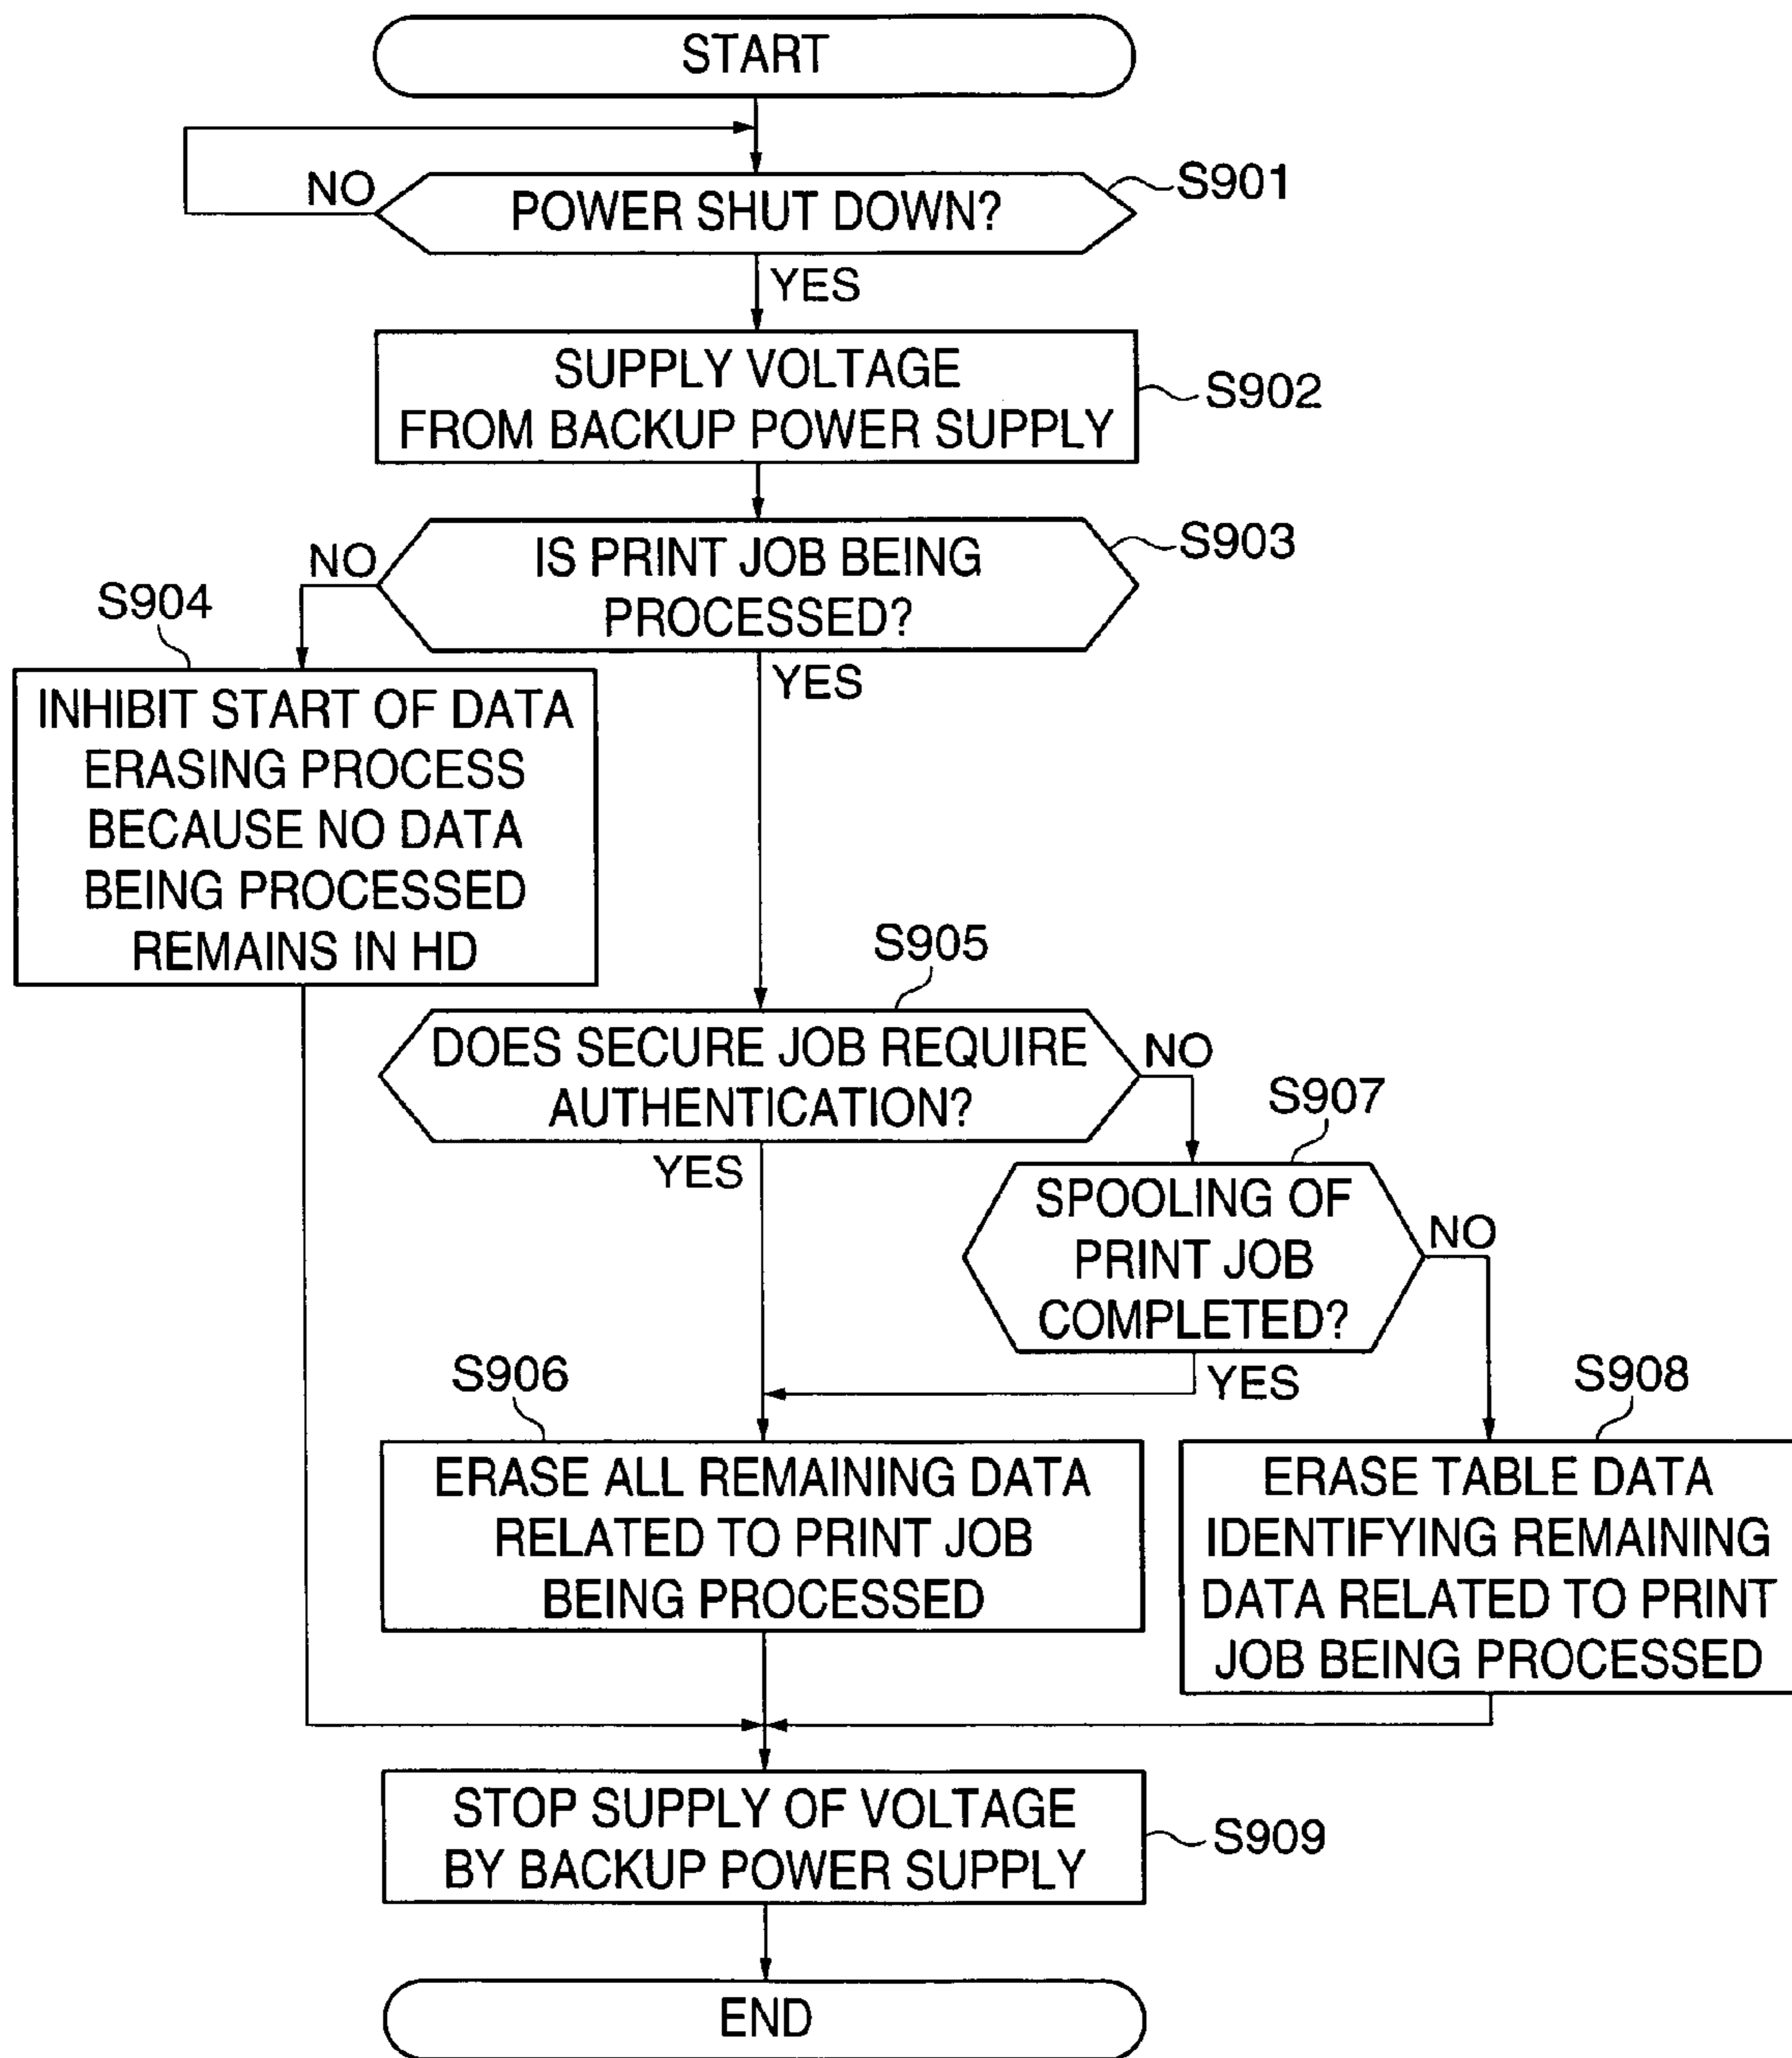 START
NO
POWER SHUT DOWN?
S901
YES
SUPPLY VOLTAGE
FROM BACKUP POWER SUPPLY
S902
NO
IS PRINT JOB BEING
PROCESSED?
S903
YES
S904
INHIBIT START OF DATA
ERASING PROCESS
BECAUSE NO DATA
BEING PROCESSED
REMAINS IN HD
S905
DOES SECURE JOB REQUIRE
AUTHENTICATION?
NO
YES
S907
SPOOLING OF
PRINT JOB
COMPLETED?
NO
YES
S906
ERASE ALL REMAINING DATA
RELATED TO PRINT JOB
BEING PROCESSED
S908
ERASE TABLE DATA
IDENTIFYING REMAINING
DATA RELATED TO PRINT
JOB BEING PROCESSED
STOP SUPPLY OF VOLTAGE
BY BACKUP POWER SUPPLY
S909
END